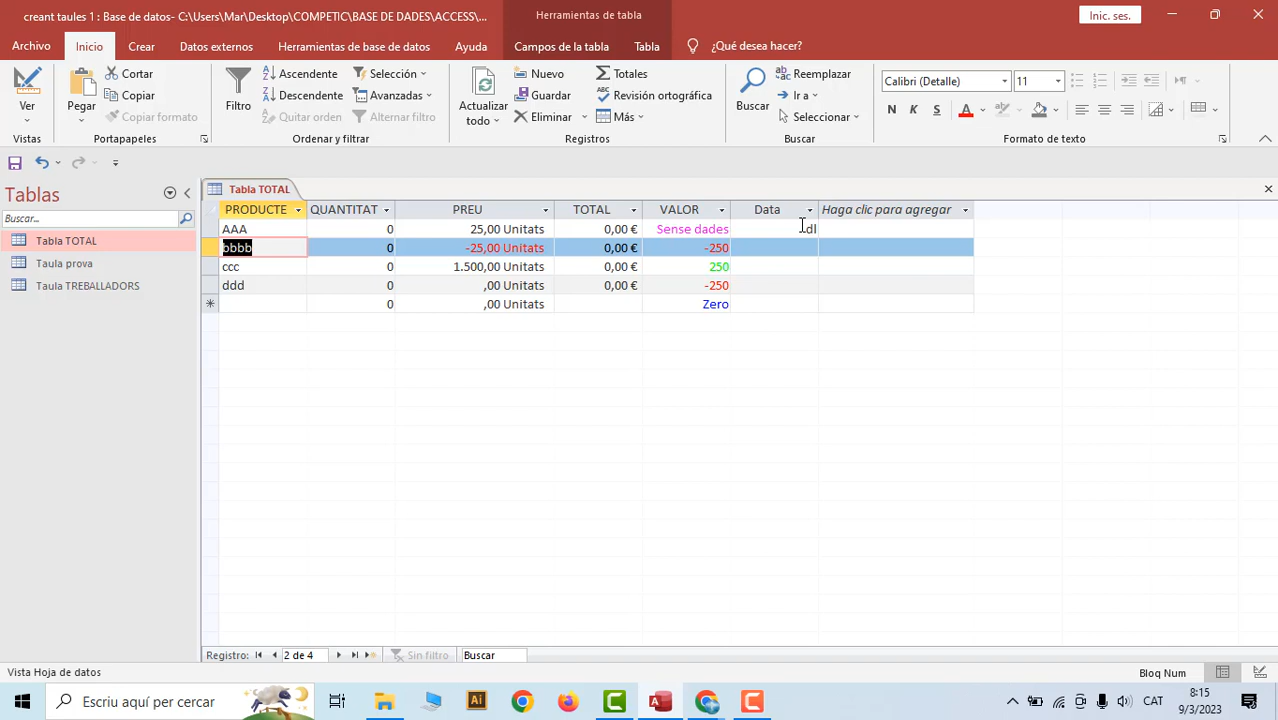 creant taules 1 : Base de datos- C:\Users\Mar\Desktop\COMPETIC\BASE DE DADES\ACCESS\...
Herramientas de tabla
Inic. ses.
Archivo Inicio Crear Datos externos Herramientas de base de datos Ayuda Campos de la tabla Tabla ¿Qué desea hacer?
Ver
Vistas
Pegar
Cortar
Copiar
Copiar formato
Portapapeles
Filtro
Ascendente
Descendente
Quitar orden
Selección
Avanzadas
Alternar filtro
Ordenar y filtrar
Actualizar
todo
Nuevo
Guardar
Eliminar
Totales
Revisión ortográfica
Más
Registros
Buscar
Reemplazar
Ir a
Seleccionar
Buscar
Calibri (Detalle) 11
N K S A
Formato de texto
Tablas
Buscar...
Tabla TOTAL
Taula prova
Taula TREBALLADORS
Tabla TOTAL
PRODUCTE QUANTITAT PREU TOTAL VALOR Data Haga clic para agregar
AAA 0 25,00 Unitats 0,00 € Sense dades dl
bbbb 0 -25,00 Unitats 0,00 € -250
ccc 0 1.500,00 Unitats 0,00 € 250
ddd 0 ,00 Unitats 0,00 € -250
0 ,00 Unitats Zero
Registro: 2 de 4 Sin filtro Buscar
Vista Hoja de datos
Bloq Num
Escriu aquí per cercar
Ai
CAT
8:15
9/3/2023